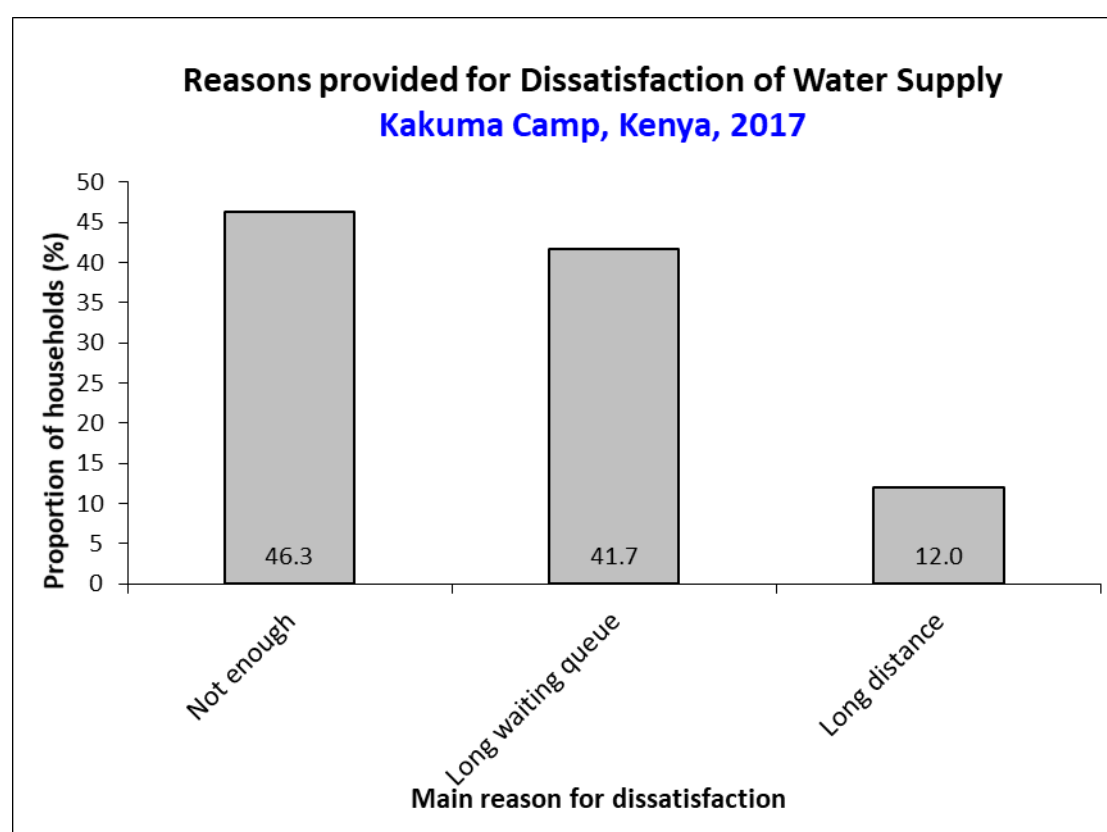 Reasons provided for Dissatisfaction of Water Supply
Kakuma Camp, Kenya, 2017
Proportion of households (%)
50
45
40
35
30
25
20
15
10
5
0
46.3
41.7
12.0
Not enough
Long waiting queue
Long distance
Main reason for dissatisfaction